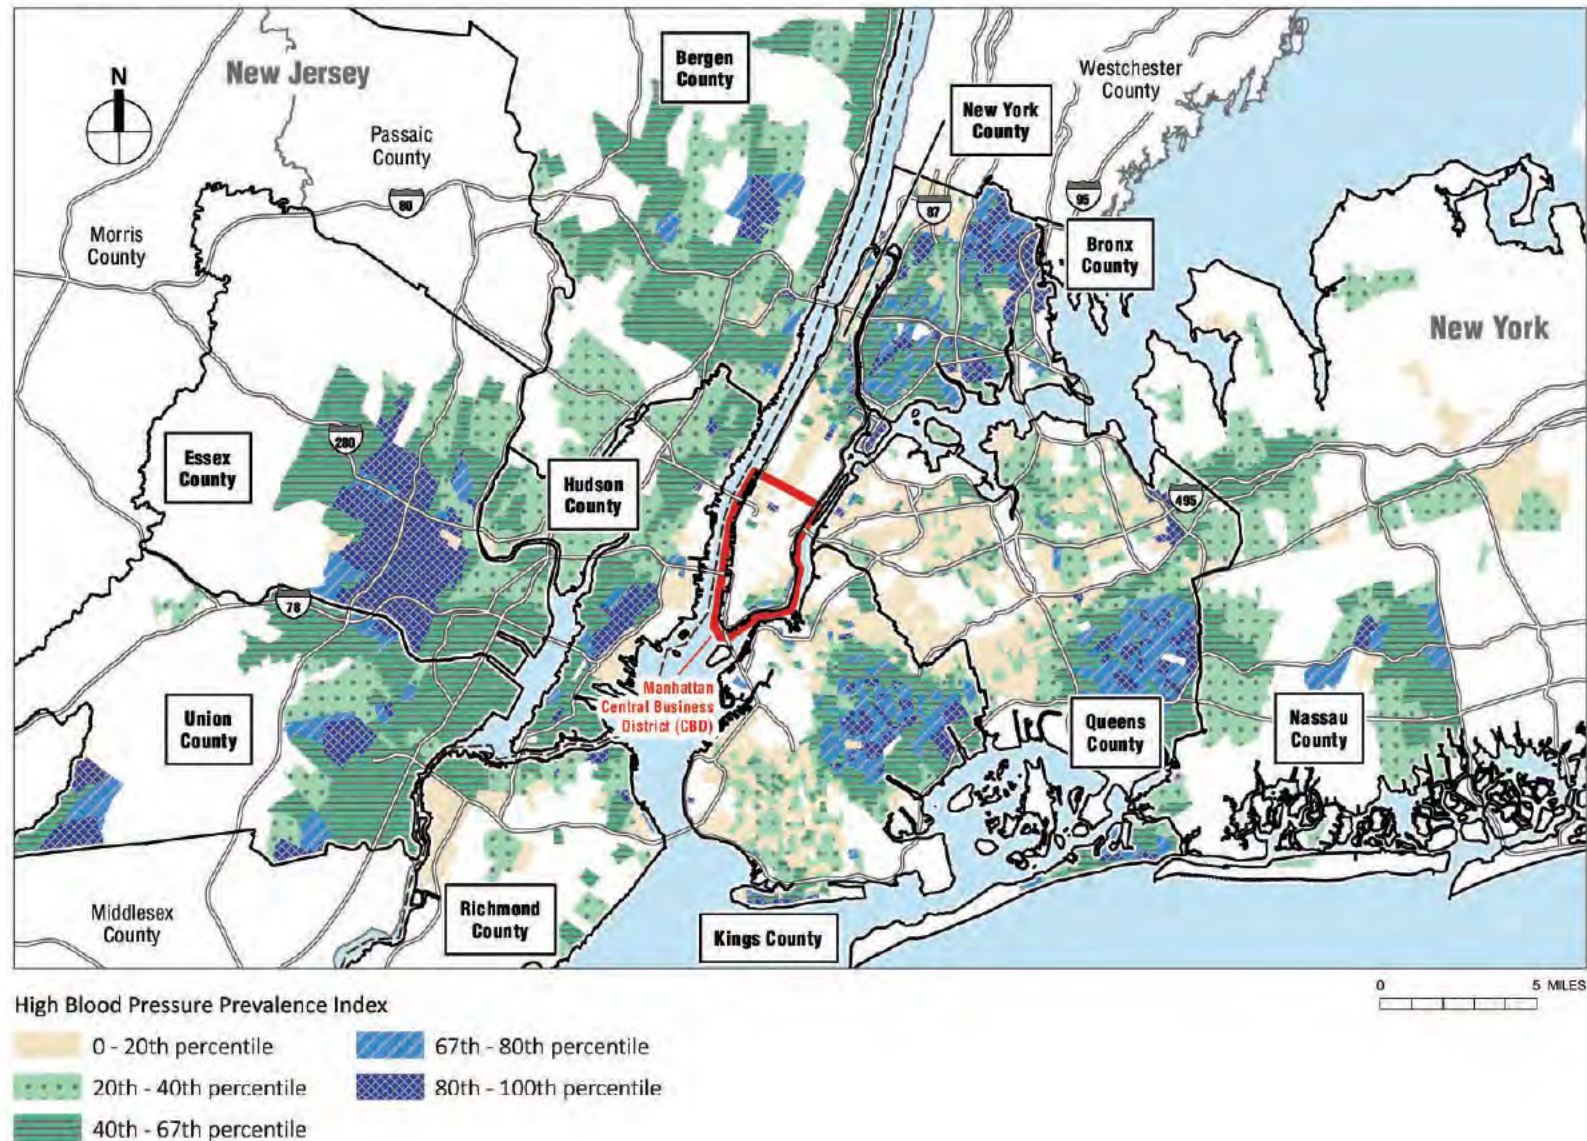 N
New Jersey
Bergen
County
Westchester
County
New York
County
Passaic
County
80
87
95
Morris
County
Bronx
County
New York
280
Essex
County
Hudson
County
495
78
Manhattan
Central Business
District (CBD)
Union
County
Queens
County
Nassau
County
Middlesex
County
Richmond
County
Kings County
0 5 MILES
High Blood Pressure Prevalence Index
0 - 20th percentile
67th - 80th percentile
20th - 40th percentile
80th - 100th percentile
40th - 67th percentile